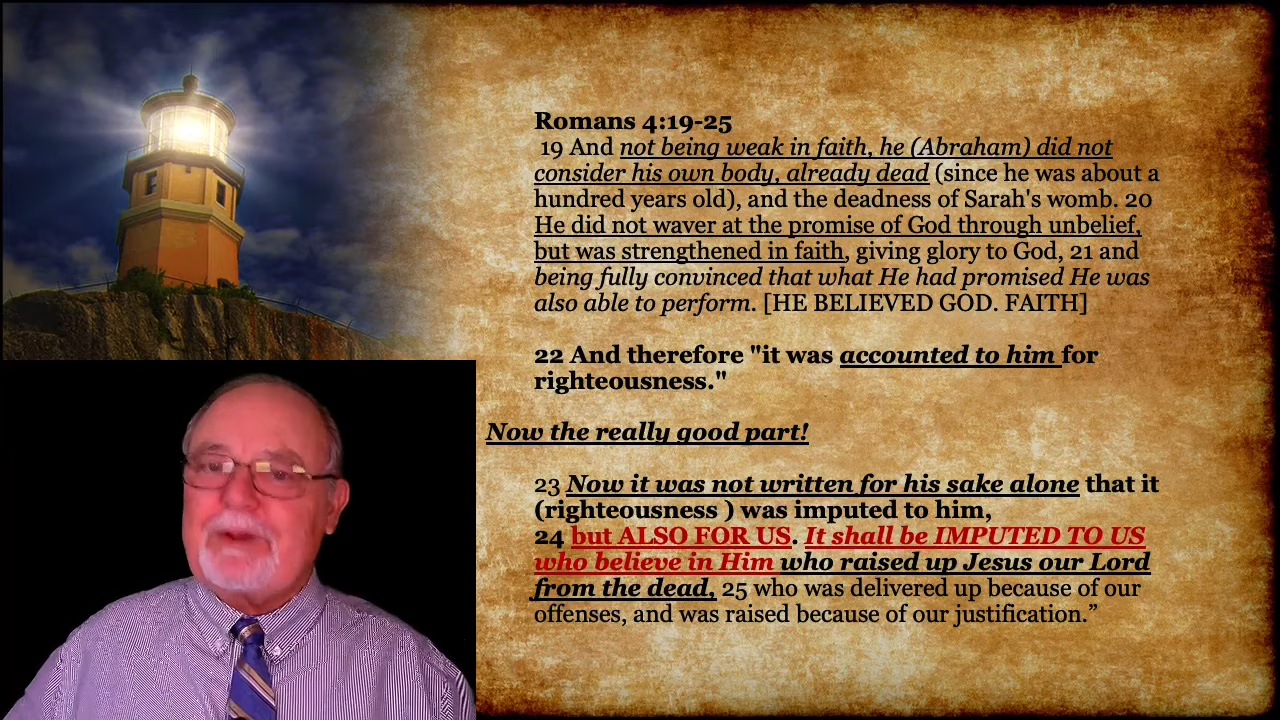 Romans 4:19-25
19 And not being weak in faith, he (Abraham) did not
consider his own body, already dead (since he was about a
hundred years old), and the deadness of Sarah's womb. 20
He did not waver at the promise of God through unbelief,
but was strengthened in faith, giving glory to God, 21 and
being fully convinced that what He had promised He was
also able to perform. [HE BELIEVED GOD. FAITH]
22 And therefore "it was accounted to him for
righteousness."
Now the really good part!
23 Now it was not written for his sake alone that it
(righteousness ) was imputed to him,
24 but ALSO FOR US. It shall be IMPUTED TO US
who believe in Him who raised up Jesus our Lord
from the dead, 25 who was delivered up because of our
offenses, and was raised because of our justification.”